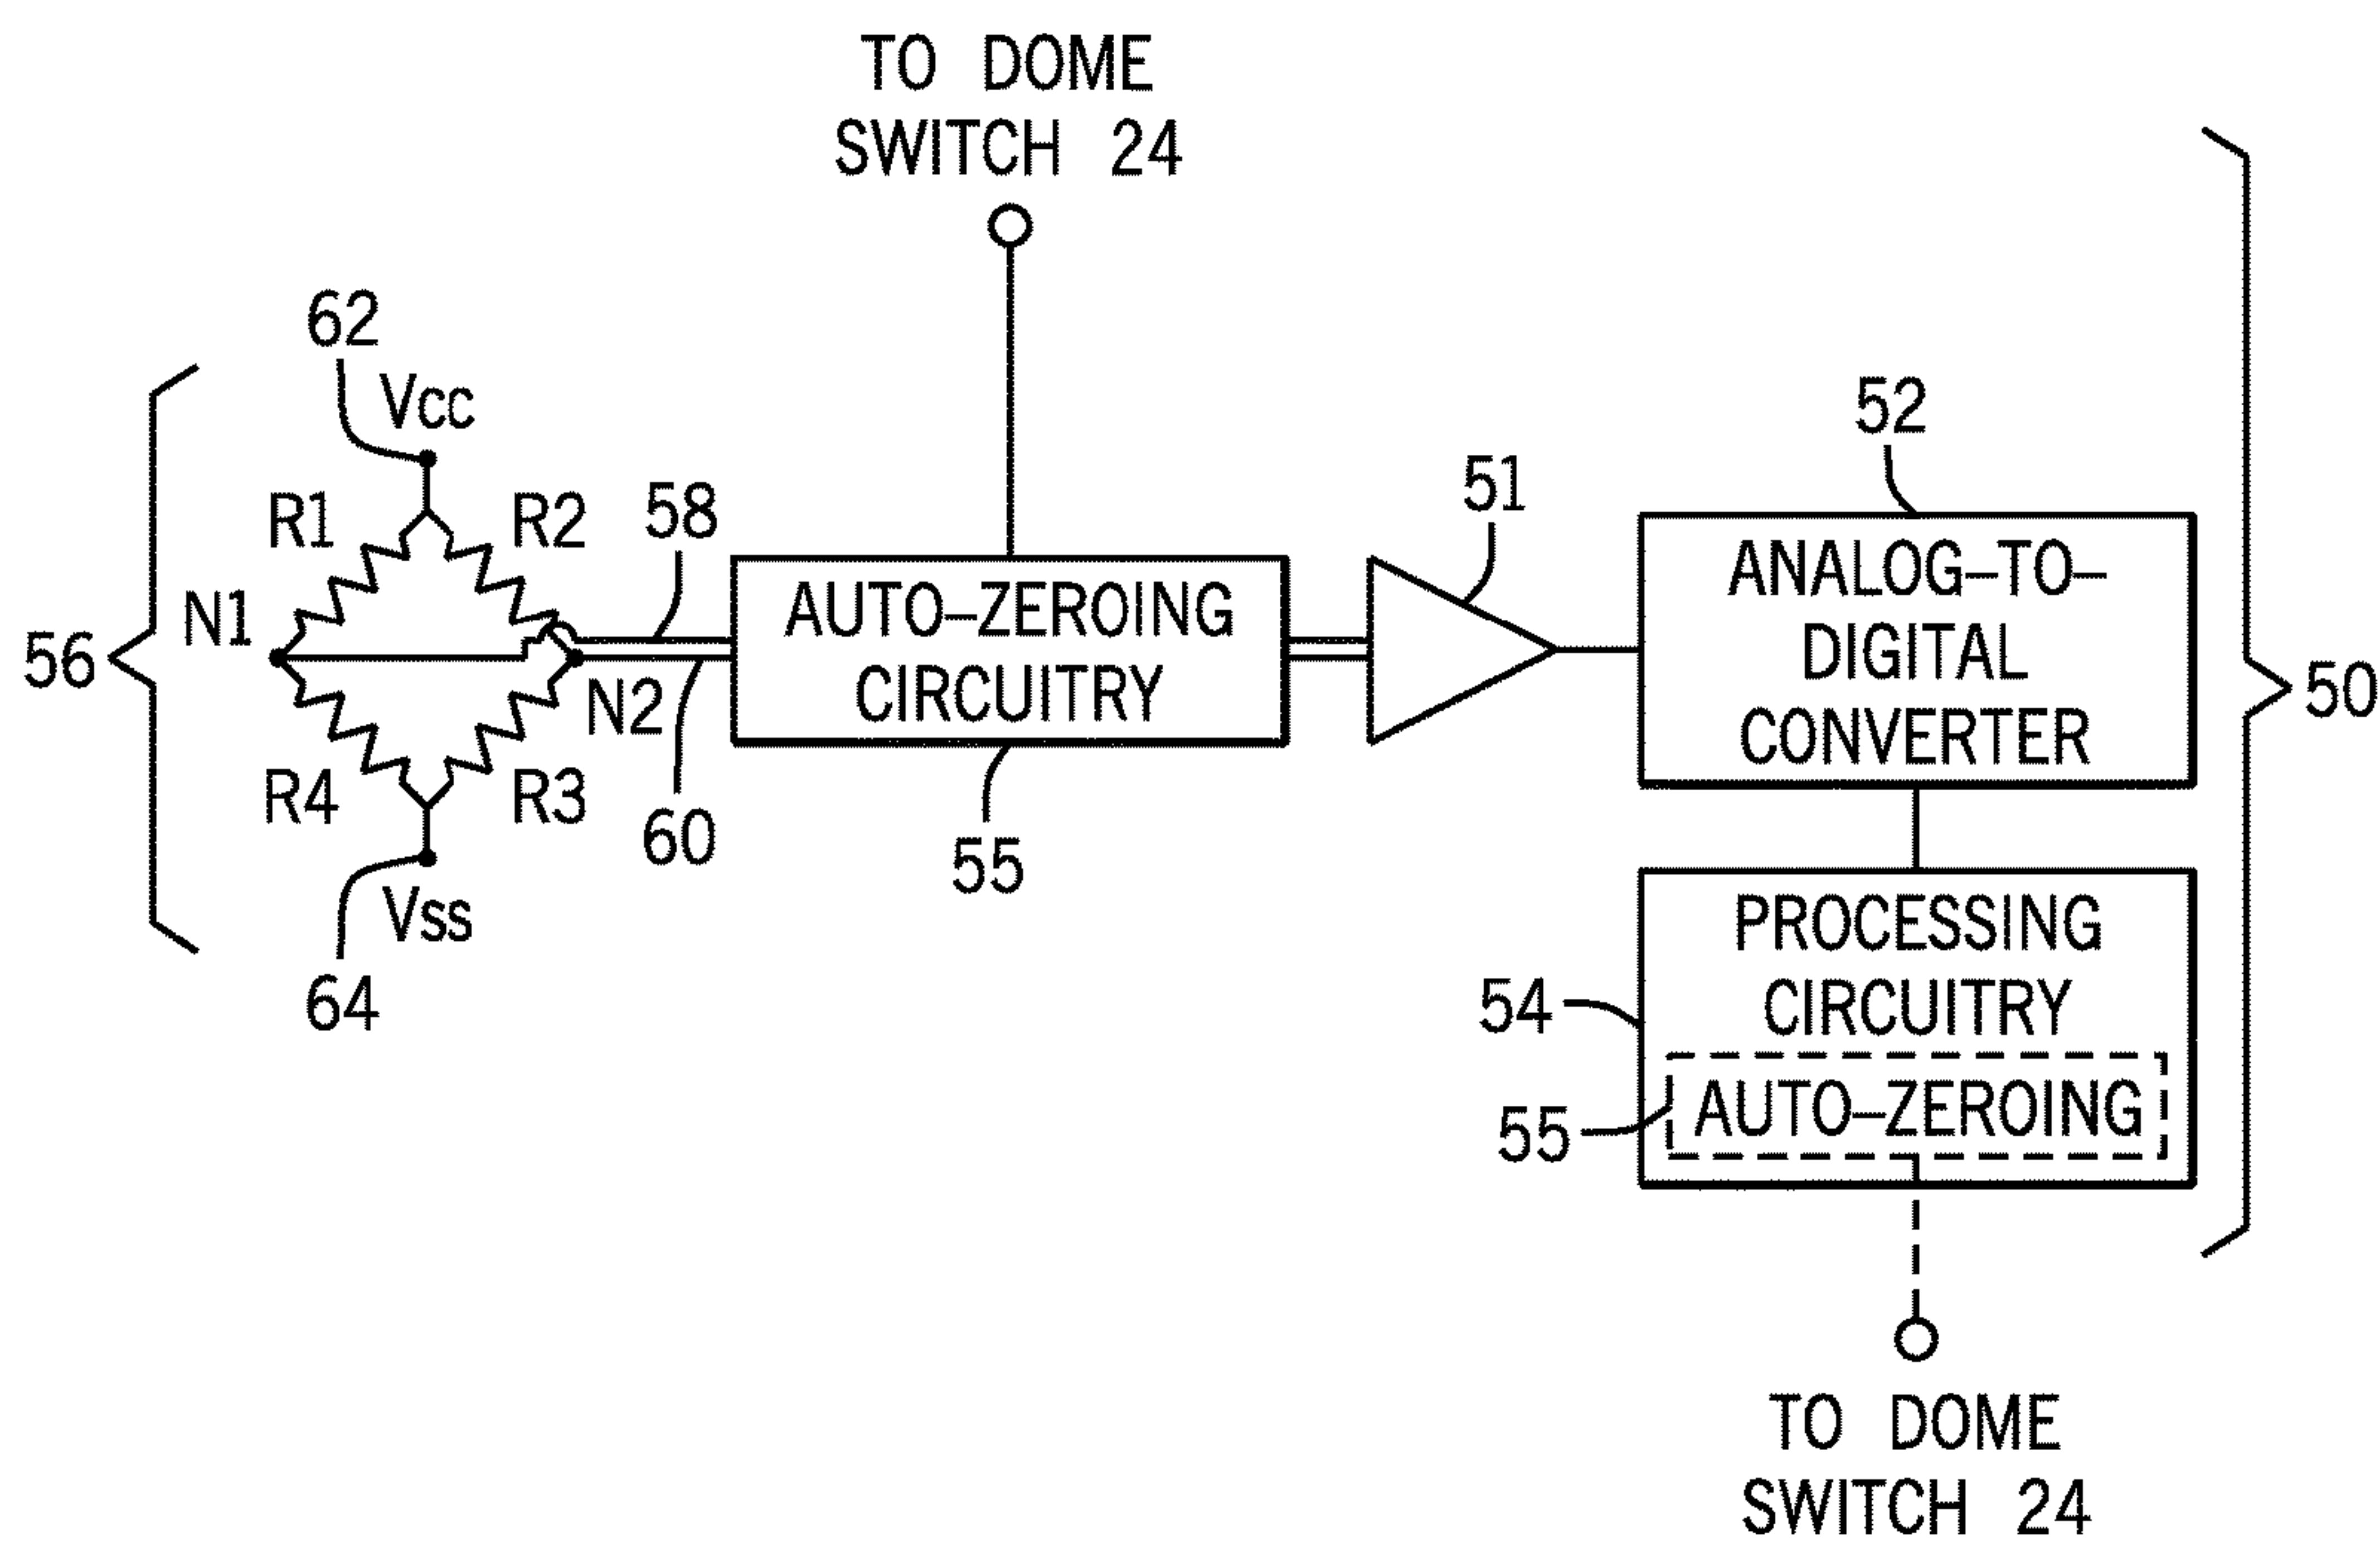 TO DOME
SWITCH 24
62
Vcc
52
51
R1
R2
58
AUTO–ZEROING
CIRCUITRY
ANALOG–TO–
DIGITAL
CONVERTER
N1
56
N2
50
R4
R3
60
55
Vss
64
PROCESSING
CIRCUITRY
54
AUTO–ZEROING
55
TO DOME
SWITCH 24